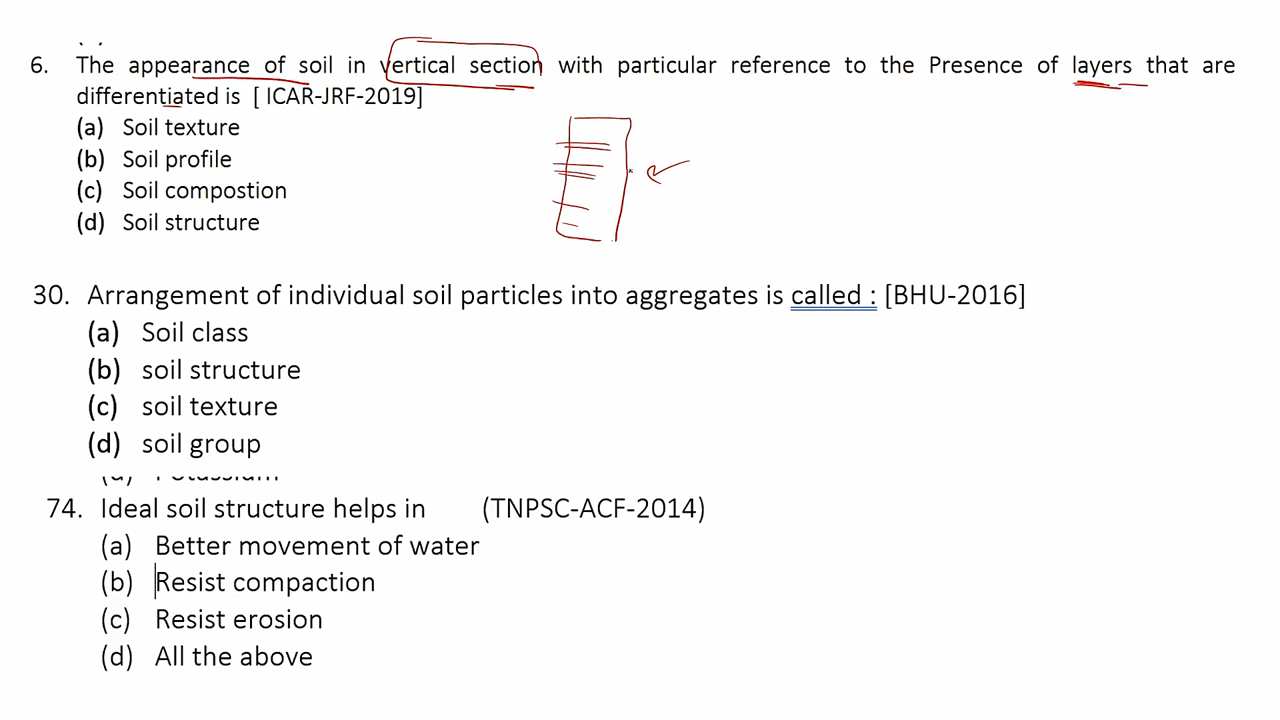 6. The appearance of soil in vertical section with particular reference to the Presence of layers that are
differentiated is [ ICAR-JRF-2019]
(a) Soil texture
(b) Soil profile
(c) Soil compostion
(d) Soil structure
30. Arrangement of individual soil particles into aggregates is called : [BHU-2016]
(a) Soil class
(b) soil structure
(c) soil texture
(d) soil group
74. Ideal soil structure helps in (TNPSC-ACF-2014)
(a) Better movement of water
(b) Resist compaction
(c) Resist erosion
(d) All the above